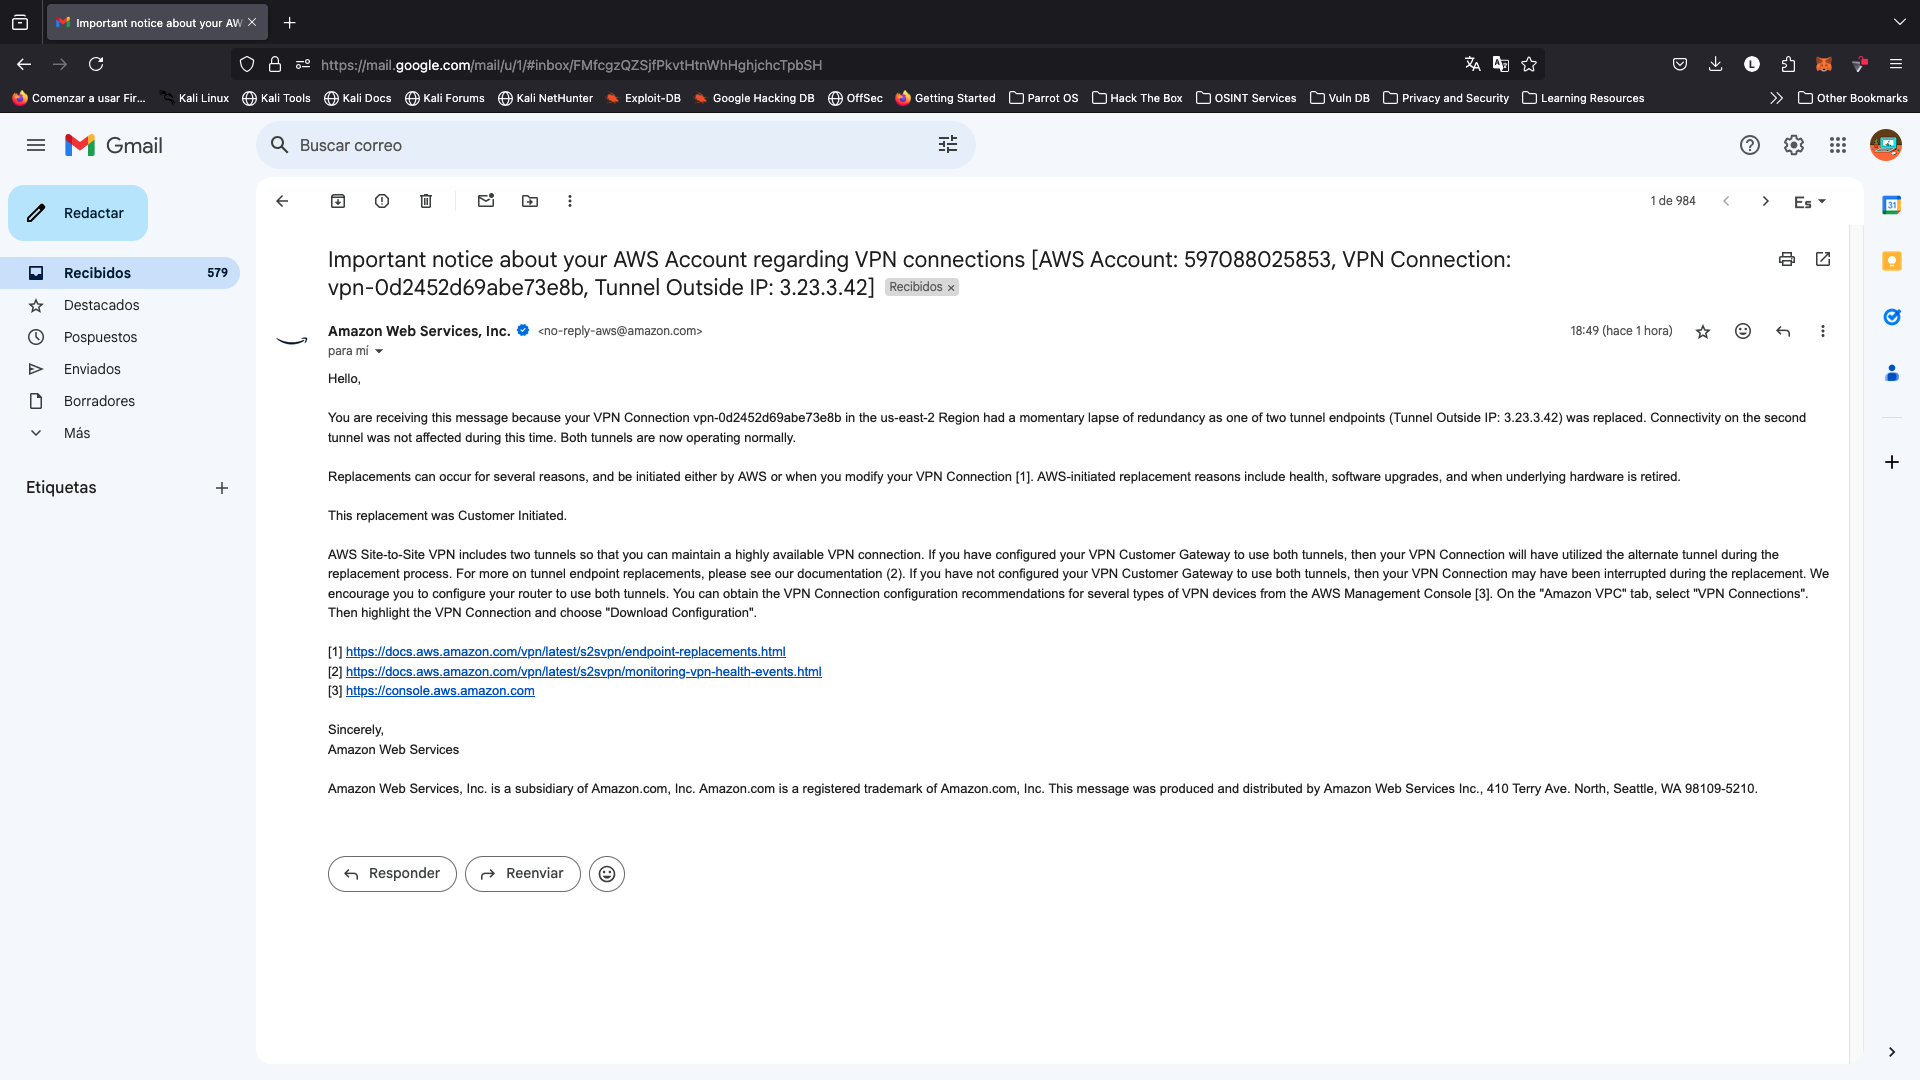 Important notice about your AW
https://mail.google.com/mail/u/1/#inbox/FMfcgzQZSjfPkvtHtnWhHghjchcTpbSH
Comenzar a usar Fir... Kali Linux Kali Tools Kali Docs Kali Forums Kali NetHunter Exploit-DB Google Hacking DB OffSec Getting Started Parrot OS Hack The Box OSINT Services Vuln DB Privacy and Security Learning Resources Other Bookmarks
Gmail
Buscar correo
Redactar
1 de 984
Es
Recibidos 579
Destacados
Pospuestos
Enviados
Borradores
Más
Etiquetas
Important notice about your AWS Account regarding VPN connections [AWS Account: 597088025853, VPN Connection:
vpn-0d2452d69abe73e8b, Tunnel Outside IP: 3.23.3.42] Recibidos x
Amazon Web Services, Inc. <no-reply-aws@amazon.com> 18:49 (hace 1 hora)
para mí
Hello,
You are receiving this message because your VPN Connection vpn-0d2452d69abe73e8b in the us-east-2 Region had a momentary lapse of redundancy as one of two tunnel endpoints (Tunnel Outside IP: 3.23.3.42) was replaced. Connectivity on the second
tunnel was not affected during this time. Both tunnels are now operating normally.
Replacements can occur for several reasons, and be initiated either by AWS or when you modify your VPN Connection [1]. AWS-initiated replacement reasons include health, software upgrades, and when underlying hardware is retired.
This replacement was Customer Initiated.
AWS Site-to-Site VPN includes two tunnels so that you can maintain a highly available VPN connection. If you have configured your VPN Customer Gateway to use both tunnels, then your VPN Connection will have utilized the alternate tunnel during the
replacement process. For more on tunnel endpoint replacements, please see our documentation (2). If you have not configured your VPN Customer Gateway to use both tunnels, then your VPN Connection may have been interrupted during the replacement. We
encourage you to configure your router to use both tunnels. You can obtain the VPN Connection configuration recommendations for several types of VPN devices from the AWS Management Console [3]. On the "Amazon VPC" tab, select "VPN Connections".
Then highlight the VPN Connection and choose "Download Configuration".
[1] https://docs.aws.amazon.com/vpn/latest/s2svpn/endpoint-replacements.html
[2] https://docs.aws.amazon.com/vpn/latest/s2svpn/monitoring-vpn-health-events.html
[3] https://console.aws.amazon.com
Sincerely,
Amazon Web Services
Amazon Web Services, Inc. is a subsidiary of Amazon.com, Inc. Amazon.com is a registered trademark of Amazon.com, Inc. This message was produced and distributed by Amazon Web Services Inc., 410 Terry Ave. North, Seattle, WA 98109-5210.
Responder Reenviar
31